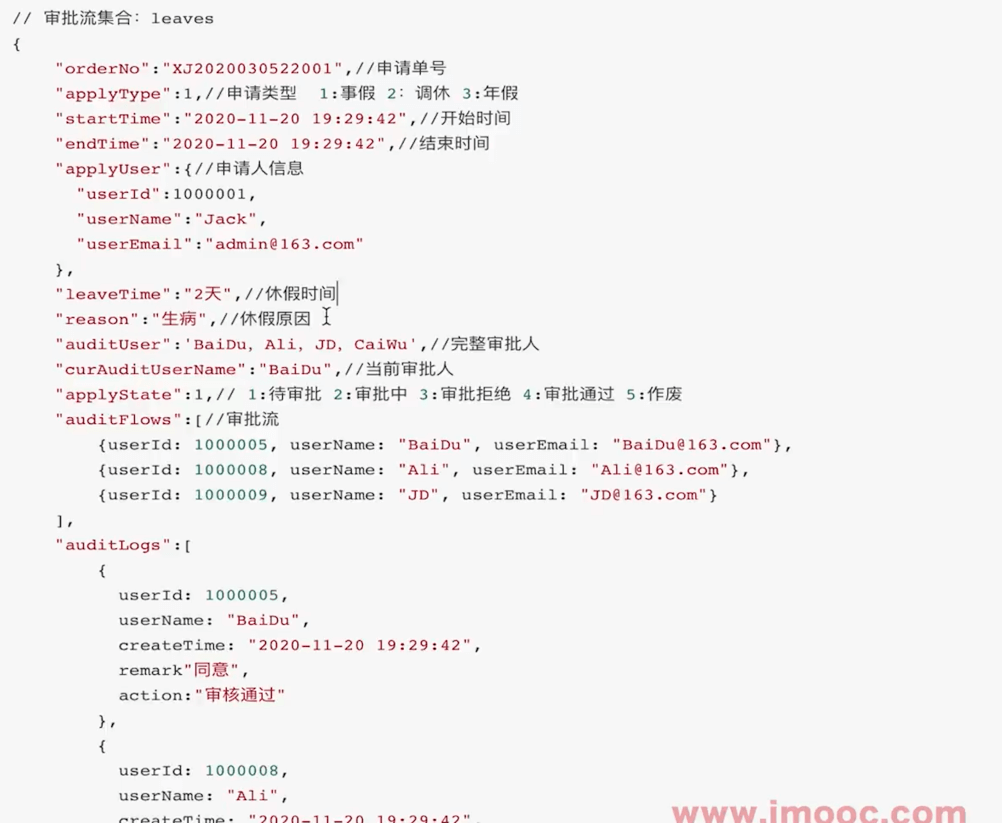 // 审批流集合：leaves
{
"orderNo":"XJ2020030522001",//申请单号
"applyType":1,//申请类型  1:事假 2：调休 3:年假
"startTime":"2020-11-20 19:29:42",//开始时间
"endTime":"2020-11-20 19:29:42",//结束时间
"applyUser":{//申请人信息
"userId":1000001,
"userName":"Jack",
"userEmail":"admin@163.com"
},
"leaveTime":"2天",//休假时间
"reason":"生病",//休假原因
"auditUser":'BaiDu, Ali, JD, CaiWu',//完整审批人
"curAuditUserName":"BaiDu",//当前审批人
"applyState":1,// 1:待审批 2:审批中 3:审批拒绝 4:审批通过 5:作废
"auditFlows":[//审批流
{userId: 1000005, userName: "BaiDu", userEmail: "BaiDu@163.com"},
{userId: 1000008, userName: "Ali", userEmail: "Ali@163.com"},
{userId: 1000009, userName: "JD", userEmail: "JD@163.com"}
],
"auditLogs":[
{
userId: 1000005,
userName: "BaiDu",
createTime: "2020-11-20 19:29:42",
remark"同意",
action:"审核通过"
},
{
userId: 1000008,
userName: "Ali",
createTime: "2020-11-20 19:29:42",
www.imooc.com